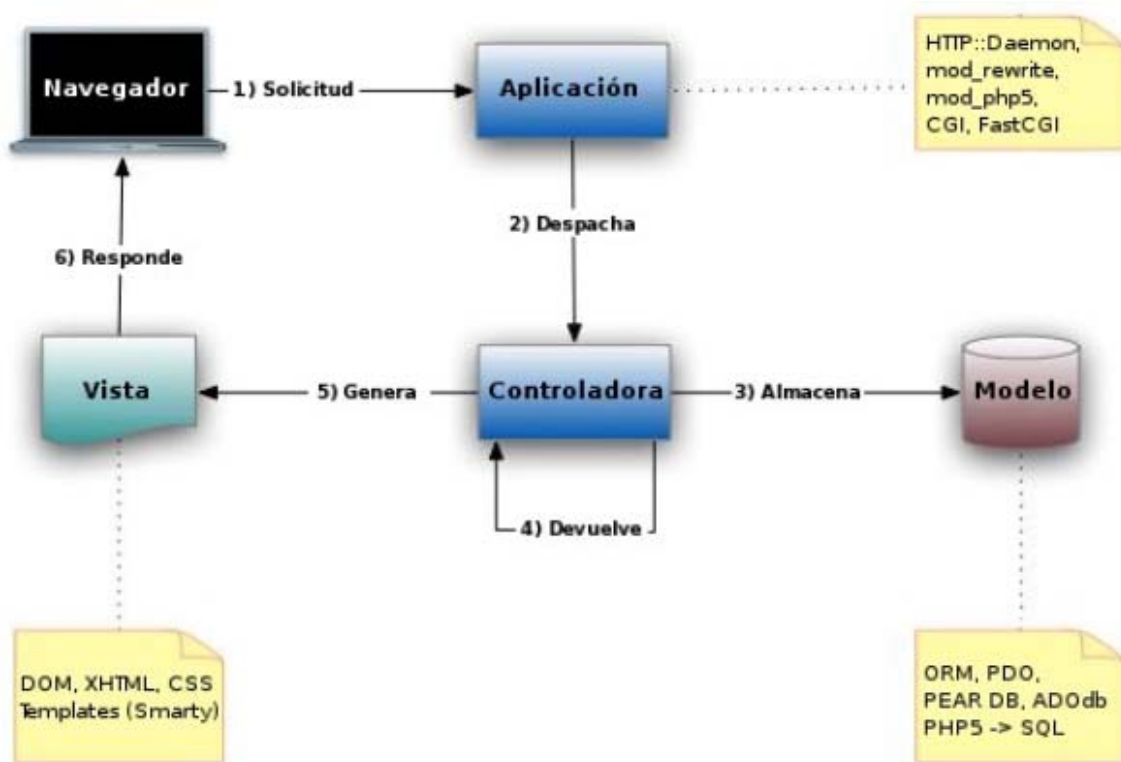 Navegador
1) Solicitud
Aplicación
HTTP::Daemon,
mod_rewrite,
mod_php5,
CGI, FastCGI
2) Despacha
6) Responde
Vista
5) Genera
Controladora
3) Almacena
Modelo
4) Devuelve
DOM, XHTML, CSS
Templates (Smarty)
ORM, PDO,
PEAR DB, ADOdb
PHP5 -> SQL